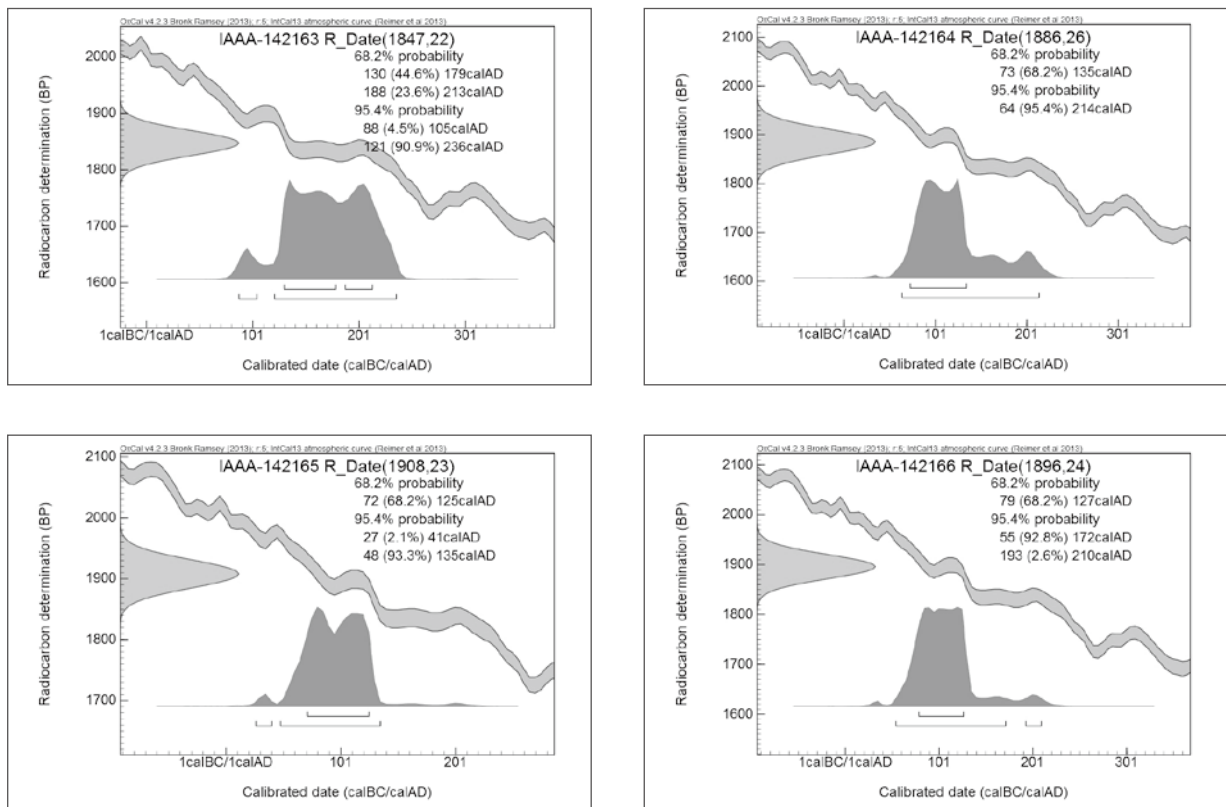 OxCal v4.2.3 Bronk Ramsey (2013); r:5; IntCal13 atmospheric curve (Reimer et al 2013)
IAAA-142163 R_Date(1847,22)
68.2% probability
130 (44.6%) 179calAD
188 (23.6%) 213calAD
95.4% probability
88 (4.5%) 105calAD
121 (90.9%) 236calAD
Radiocarbon determination (BP)
2000
1900
1800
1700
1600
1calBC/1calAD
101
201
301
Calibrated date (calBC/calAD)
OxCal v4.2.3 Bronk Ramsey (2013); r:5; IntCal13 atmospheric curve (Reimer et al 2013)
IAAA-142164 R_Date(1886,26)
68.2% probability
73 (68.2%) 135calAD
95.4% probability
64 (95.4%) 214calAD
Radiocarbon determination (BP)
2100
2000
1900
1800
1700
1600
1calBC/1calAD
101
201
301
Calibrated date (calBC/calAD)
OxCal v4.2.3 Bronk Ramsey (2013); r:5; IntCal13 atmospheric curve (Reimer et al 2013)
IAAA-142165 R_Date(1908,23)
68.2% probability
72 (68.2%) 125calAD
95.4% probability
27 (2.1%) 41calAD
48 (93.3%) 135calAD
Radiocarbon determination (BP)
2100
2000
1900
1800
1700
1calBC/1calAD
101
201
Calibrated date (calBC/calAD)
OxCal v4.2.3 Bronk Ramsey (2013); r:5; IntCal13 atmospheric curve (Reimer et al 2013)
IAAA-142166 R_Date(1896,24)
68.2% probability
79 (68.2%) 127calAD
95.4% probability
55 (92.8%) 172calAD
193 (2.6%) 210calAD
Radiocarbon determination (BP)
2100
2000
1900
1800
1700
1600
1calBC/1calAD
101
201
301
Calibrated date (calBC/calAD)